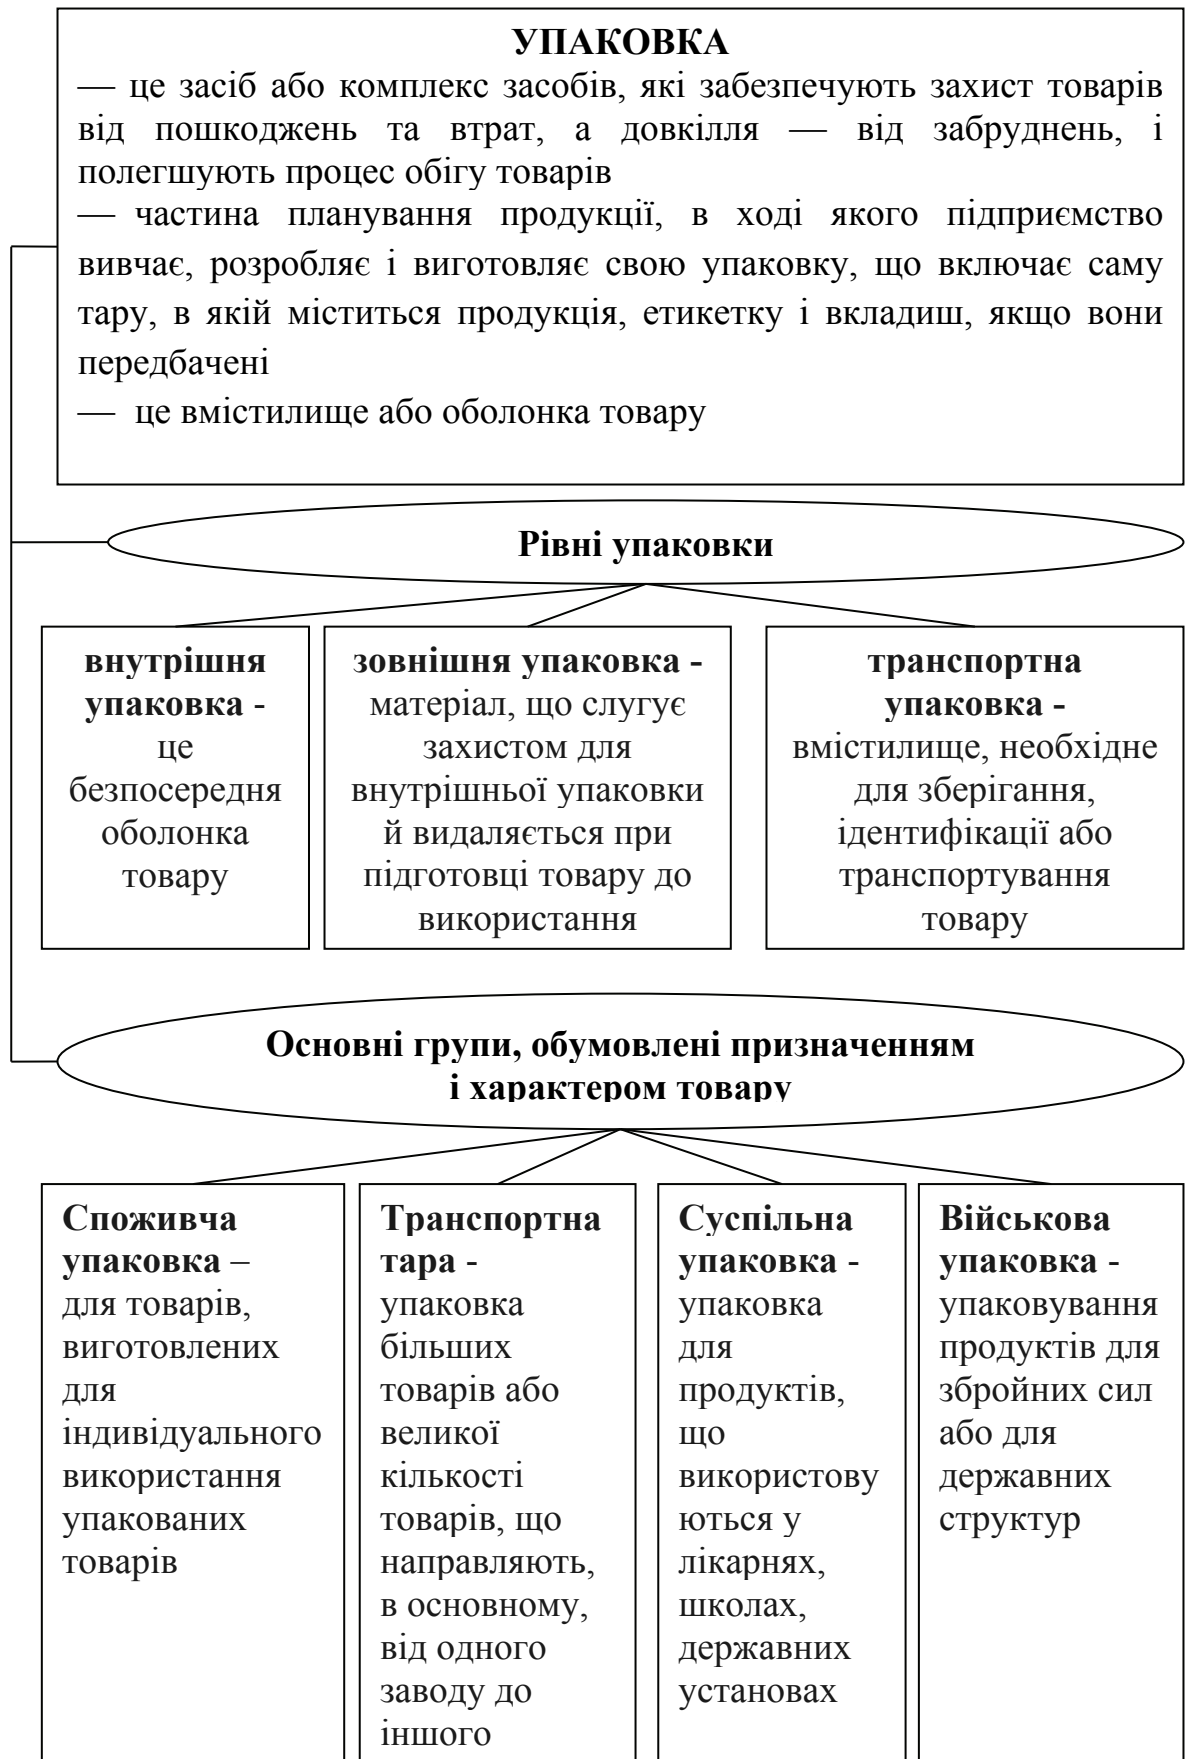 УПАКОВКА
— це засіб або комплекс засобів, які забезпечують захист товарів
від пошкоджень та втрат, а довкілля — від забруднень, і
полегшують процес обігу товарів
— частина планування продукції, в ході якого підприємство
вивчає, розробляє і виготовляє свою упаковку, що включає саму
тару, в якій міститься продукція, етикетку і вкладиш, якщо вони
передбачені
— це вмістилище або оболонка товару
Рівні упаковки
внутрішня
упаковка -
це
безпосередня
оболонка
товару
зовнішня упаковка -
матеріал, що слугує
захистом для
внутрішньої упаковки
й видаляється при
підготовці товару до
використання
транспортна
упаковка -
вмістилище, необхідне
для зберігання,
ідентифікації або
транспортування
товару
Основні групи, обумовлені призначенням
і характером товару
Споживча
упаковка –
для товарів,
виготовлених
для
індивідуального
використання
упакованих
товарів
Транспортна
тара -
упаковка
більших
товарів або
великої
кількості
товарів, що
направляють,
в основному,
від одного
заводу до
іншого
Суспільна
упаковка -
упаковка
для
продуктів,
що
використову
ються у
лікарнях,
школах,
державних
установах
Військова
упаковка -
упаковування
продуктів для
збройних сил
або для
державних
структур